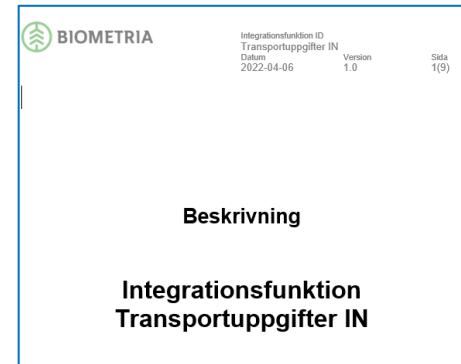 BIOMETRIA
Integrationsfunktion ID
Transportuppgifter IN
Datum Version Sida
2022-04-06 1.0 1(9)
Beskrivning
Integrationsfunktion
Transportuppgifter IN